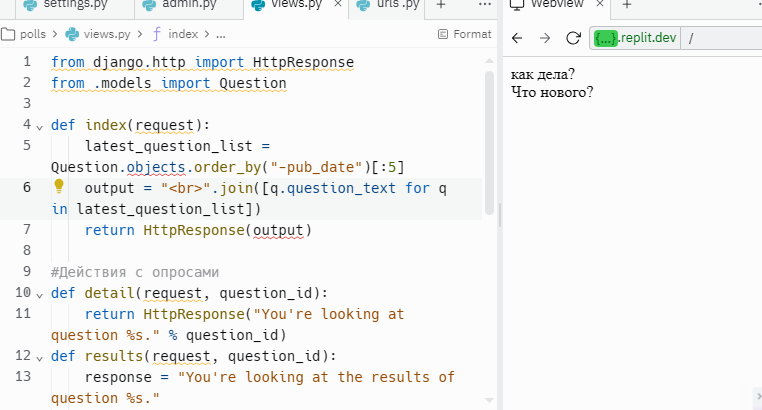 settings.py admin.py views.py × urls .py + ...
polls > views.py > index > ... Format
1 from django.http import HttpResponse
2 from .models import Question
3
4 def index(request):
5 latest_question_list =
Question.objects.order_by("-pub_date")[:5]
6 output = "<br>".join([q.question_text for q
in latest_question_list])
7 return HttpResponse(output)
8
9 #Действия с опросами
10 def detail(request, question_id):
11 return HttpResponse("You're looking at
question %s." % question_id)
12 def results(request, question_id):
13 response = "You're looking at the results of
question %s."
Webview × +
{...}.replit.dev /
как дела?
Что нового?